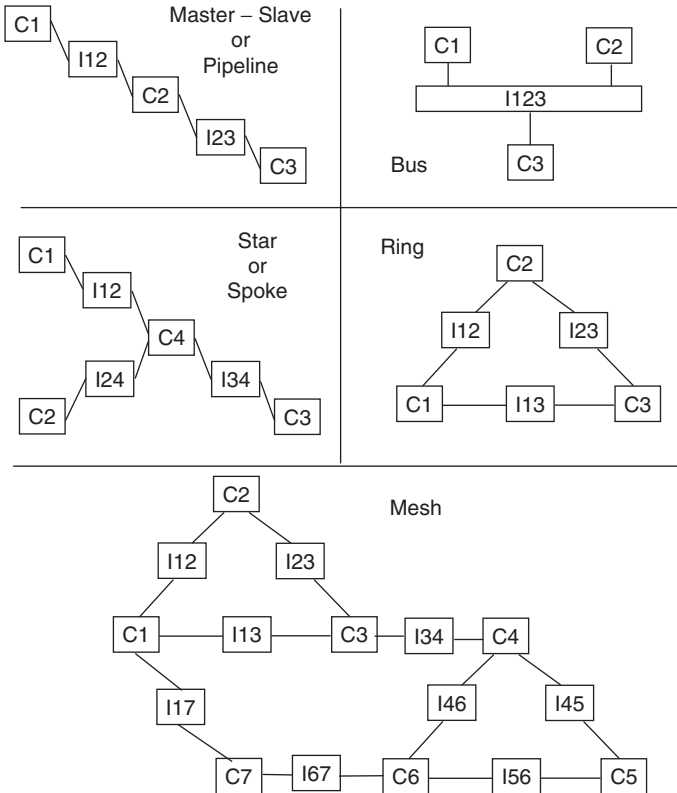 C1
I12
C2
I23
C3
Master – Slave
or
Pipeline
C1
C2
I123
C3
Bus
C1
I12
C4
I24
I34
C2
C3
Star
or
Spoke
Ring
C2
I12
I23
C1
I13
C3
Mesh
C2
I12
I23
C1
I13
C3
I34
C4
I17
I46
I45
C7
I67
C6
I56
C5